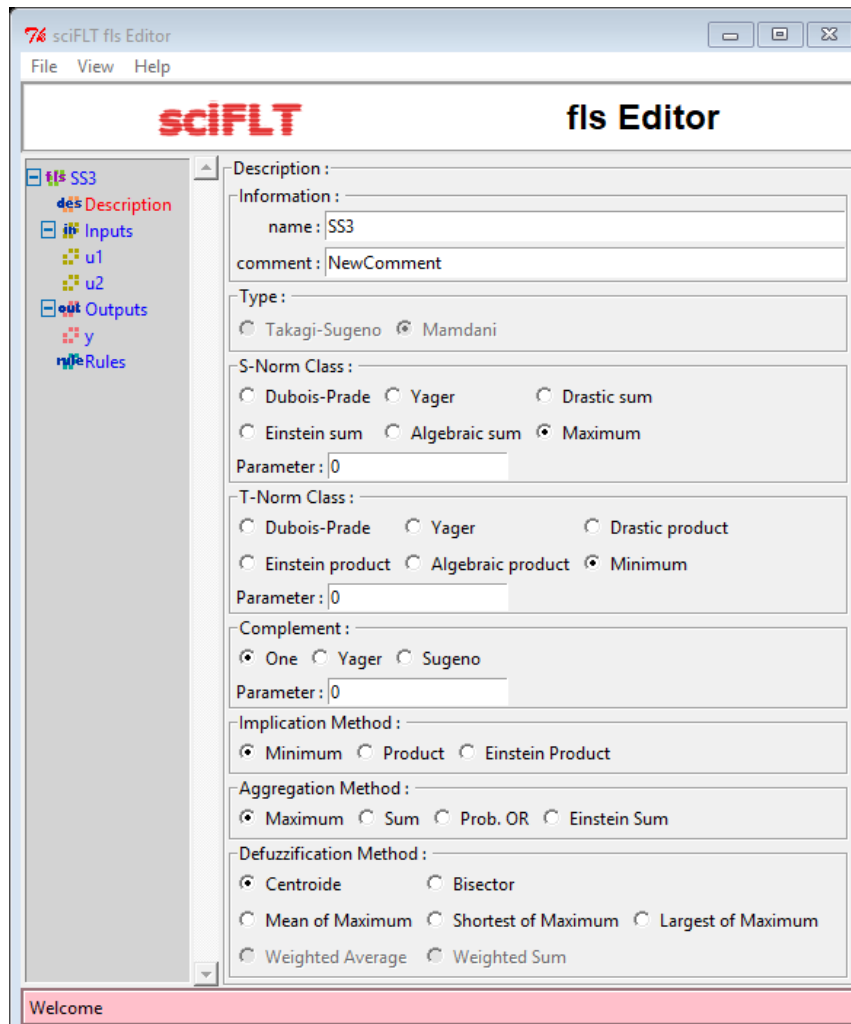 sciFLT fls Editor
File View Help
sciFLT fls Editor
fls SS3
des Description
in Inputs
u1
u2
out Outputs
y
rule Rules
Description :
Information :
name : SS3
comment : NewComment
Type :
Takagi-Sugeno Mamdani
S-Norm Class :
Dubois-Prade Yager Drastic sum
Einstein sum Algebraic sum Maximum
Parameter : 0
T-Norm Class :
Dubois-Prade Yager Drastic product
Einstein product Algebraic product Minimum
Parameter : 0
Complement :
One Yager Sugeno
Parameter : 0
Implication Method :
Minimum Product Einstein Product
Aggregation Method :
Maximum Sum Prob. OR Einstein Sum
Defuzzification Method :
Centroide Bisector
Mean of Maximum Shortest of Maximum Largest of Maximum
Weighted Average Weighted Sum
Welcome